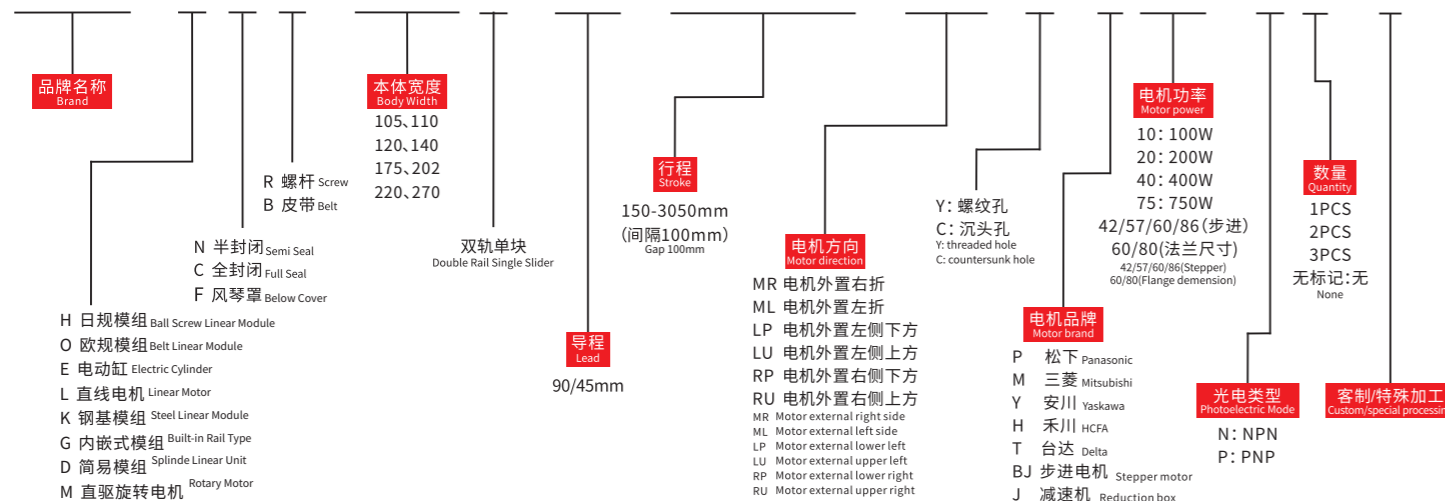 品牌名称
Brand
H 日规模组 Ball Screw Linear Module
O 欧规模组 Belt Linear Module
E 电动缸 Electric Cylinder
L 直线电机 Linear Motor
K 钢基模组 Steel Linear Module
G 内嵌式模组 Built-in Rail Type
D 简易模组 Splinde Linear Unit
M 直驱旋转电机 Rotary Motor
N 半封闭 Semi Seal
C 全封闭 Full Seal
F 风琴罩 Below Cover
R 螺杆 Screw
B 皮带 Belt
本体宽度
Body Width
105、110
120、140
175、202
220、270
双轨单块
Double Rail Single Slider
导程
Lead
90/45mm
行程
Stroke
150-3050mm
(间隔100mm)
Gap 100mm
电机方向
Motor direction
MR 电机外置右折
ML 电机外置左折
LP 电机外置左侧下方
LU 电机外置左侧上方
RP 电机外置右侧下方
RU 电机外置右侧上方
MR Motor external right side
ML Motor external left side
LP Motor external lower left
LU Motor external upper left
RP Motor external lower right
RU Motor external upper right
Y: 螺纹孔
C: 沉头孔
Y: threaded hole
C: countersunk hole
电机品牌
Motor brand
P 松下 Panasonic
M 三菱 Mitsubishi
Y 安川 Yaskawa
H 禾川 HCFA
T 台达 Delta
BJ 步进电机 Stepper motor
J 减速机 Reduction box
电机功率
Motor power
10: 100W
20: 200W
40: 400W
75: 750W
42/57/60/86(步进)
60/80(法兰尺寸)
42/57/60/86(Stepper)
60/80(Flange demension)
光电类型
Photoelectric Mode
N: NPN
P: PNP
数量
Quantity
1PCS
2PCS
3PCS
无标记:无
None
客制/特殊加工
Custom/special processin